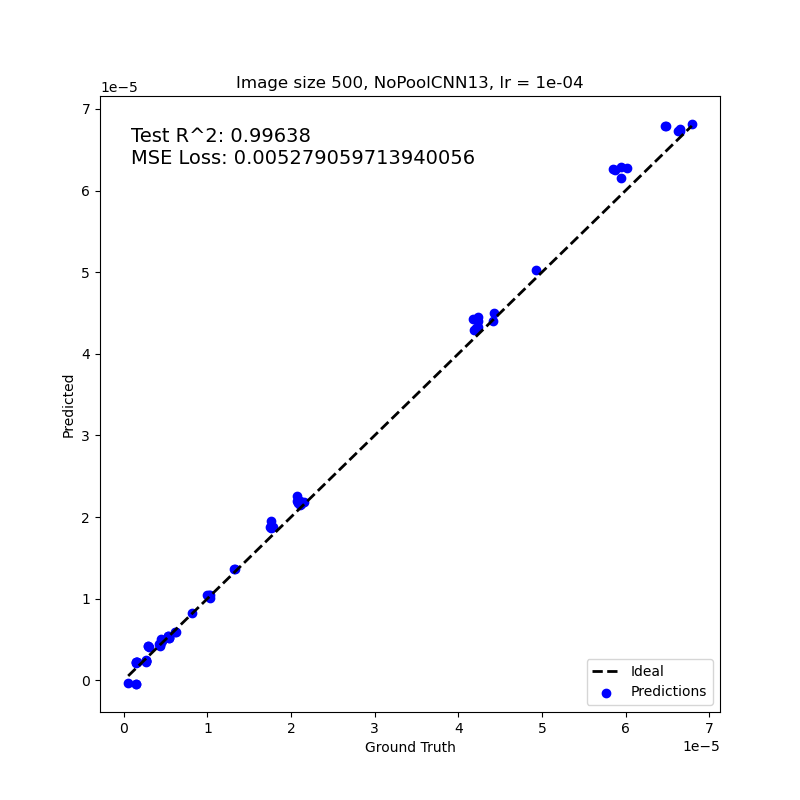 Image size 500, NoPoolCNN13, lr = 1e-04
1e−5
Test R^2: 0.99638
MSE Loss: 0.005279059713940056
7
6
5
4
3
2
1
0
Predicted
Ideal
Predictions
0 1 2 3 4 5 6 7
Ground Truth
1e−5